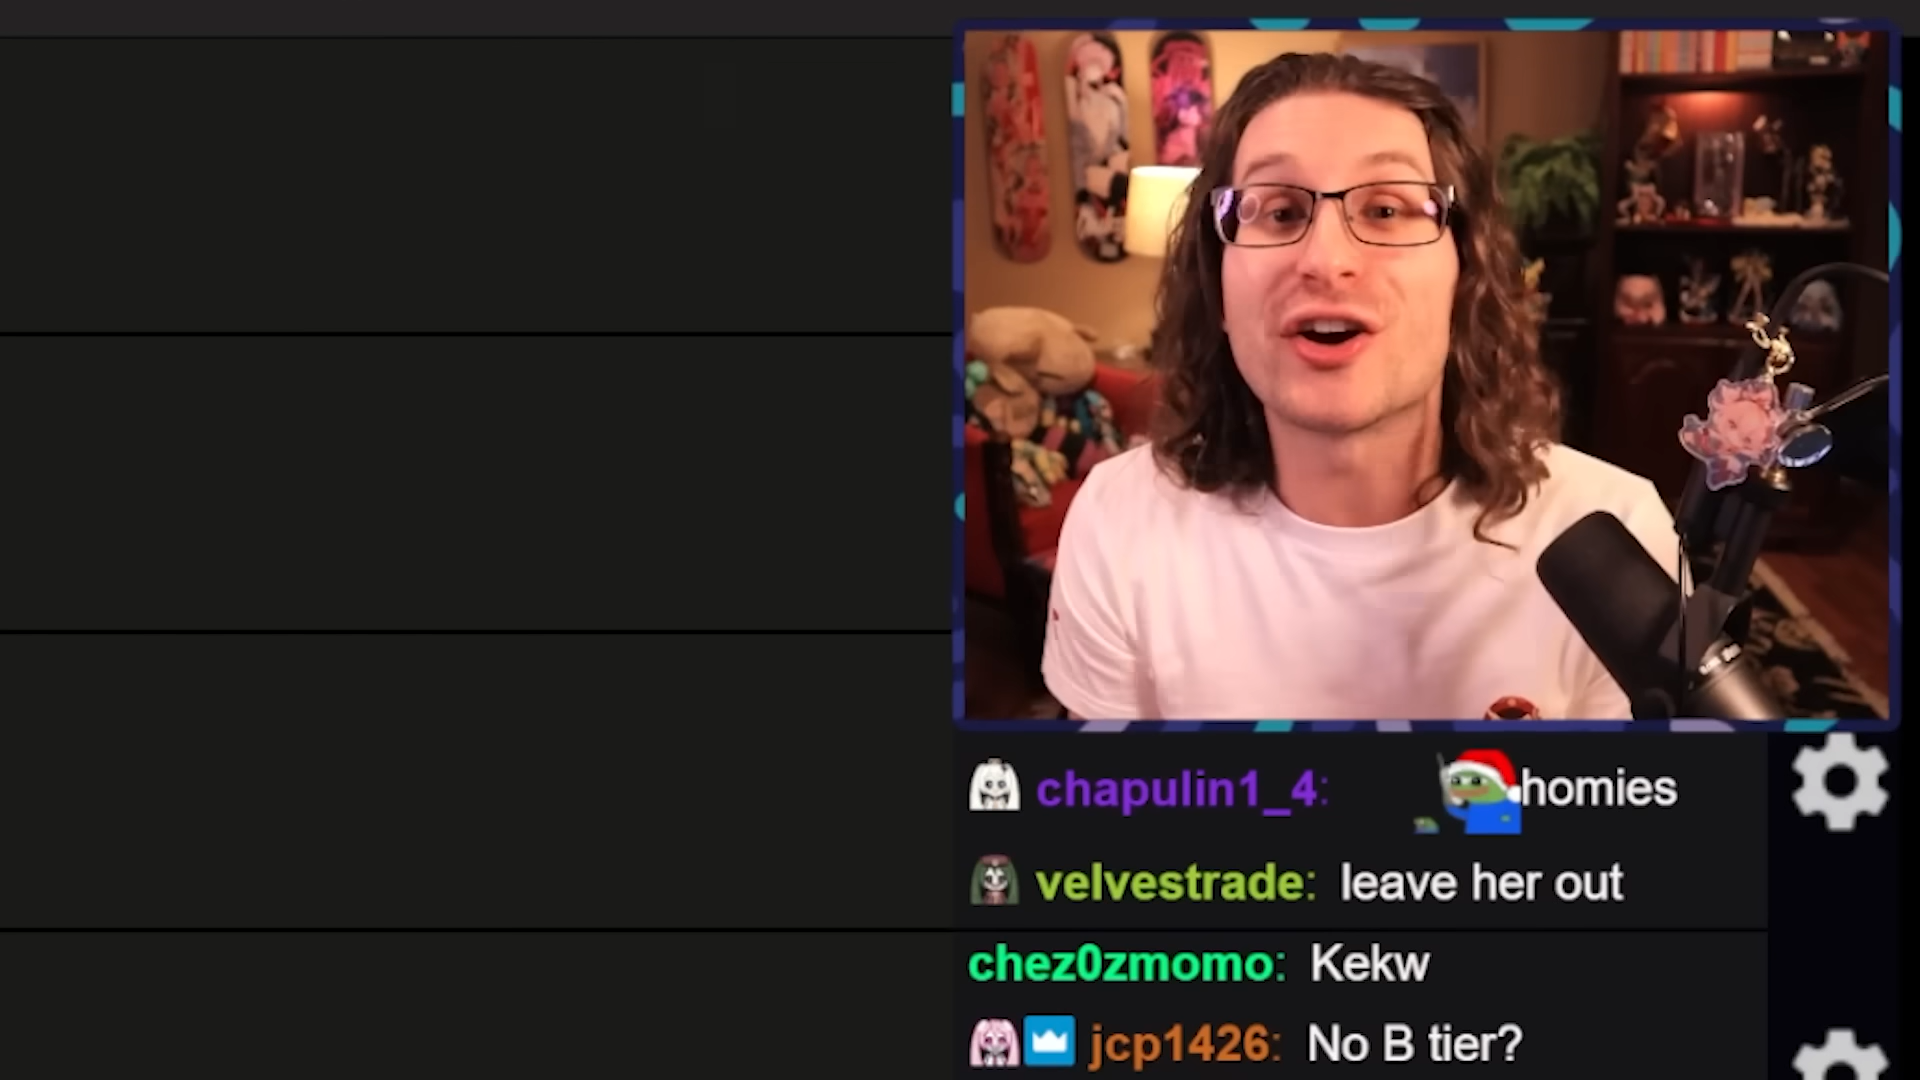 chapulin1_4: homies
velvestrade: leave her out
chez0zmomo: Kekw
jcp1426: No B tier?